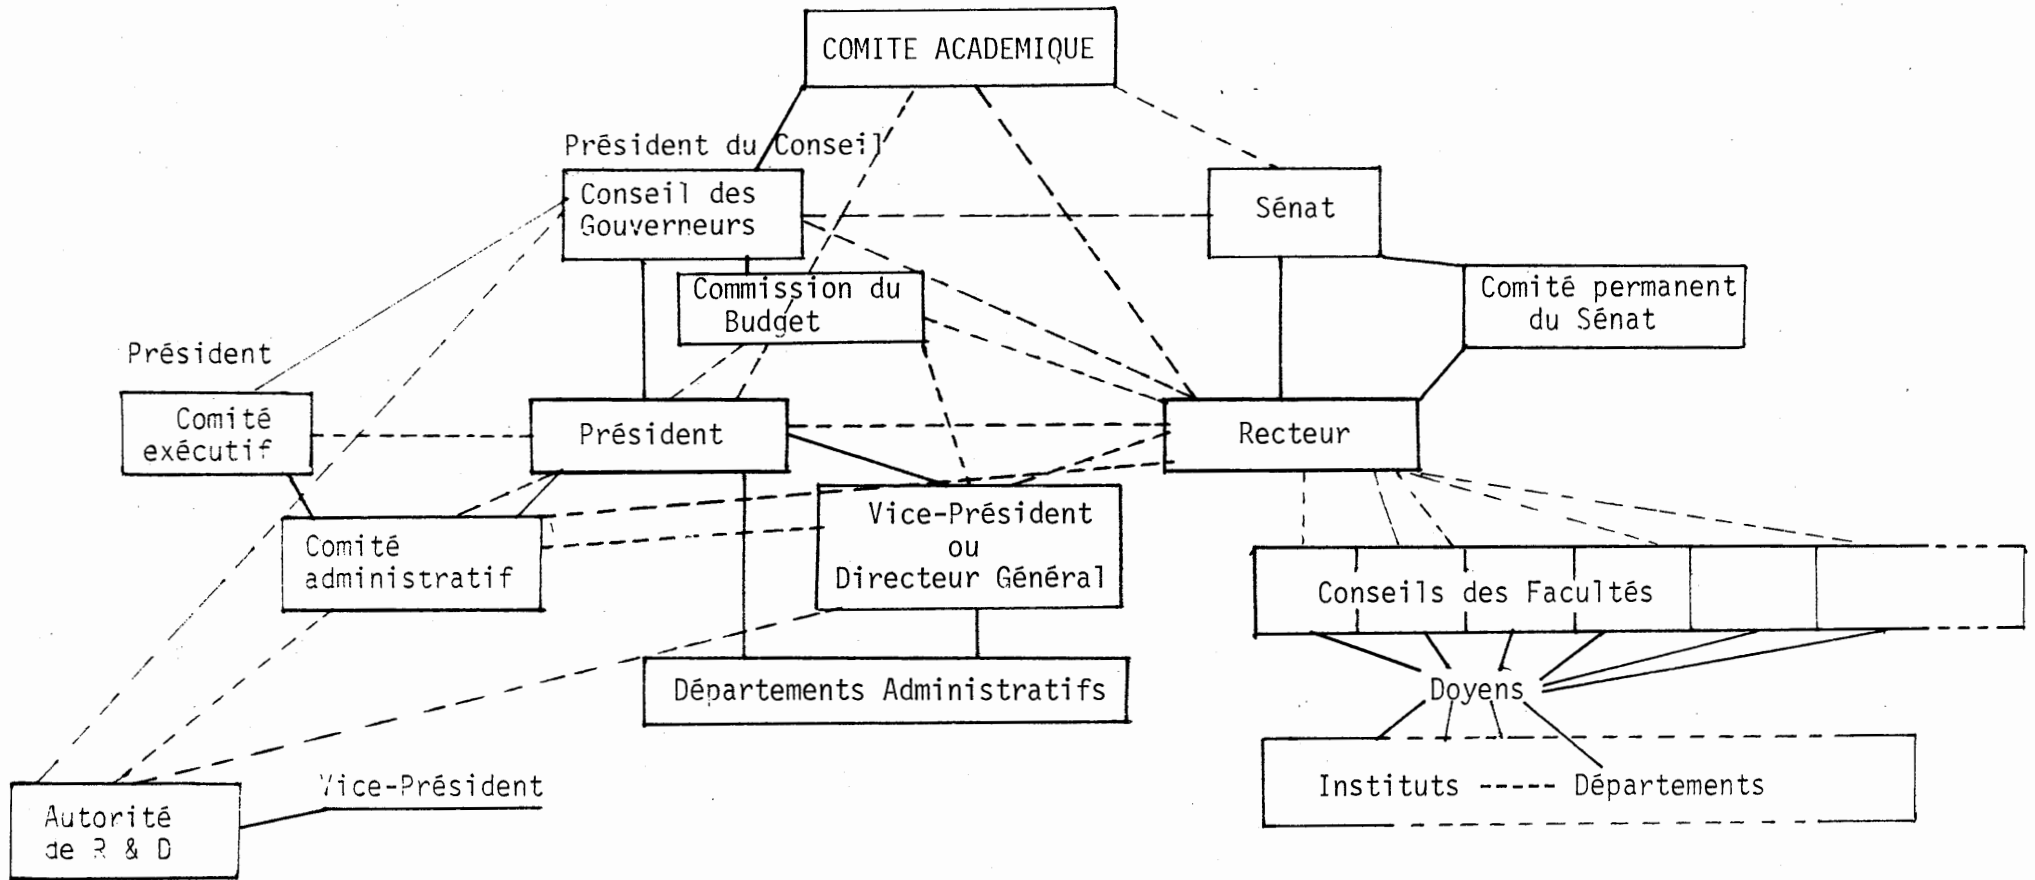 COMITE ACADEMIQUE
Président du Conseil
Conseil des
Gouverneurs
Sénat
Commission du
Budget
Comité permanent
du Sénat
Président
Comité
exécutif
Président
Recteur
Comité
administratif
Vice-Président
ou
Directeur Général
Conseils des Facultés
Départements Administratifs
Doyens
Instituts ----- Départements
Vice-Président
Autorité
de R & D